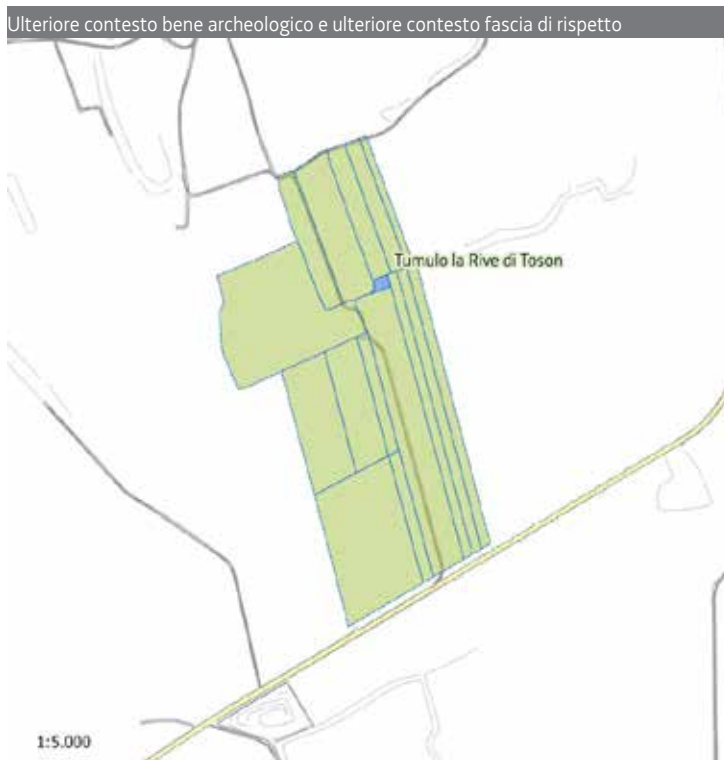 Ulteriore contesto bene archeologico e ulteriore contesto fascia di rispetto
Tumulo la Rive di Toson
1:5.000